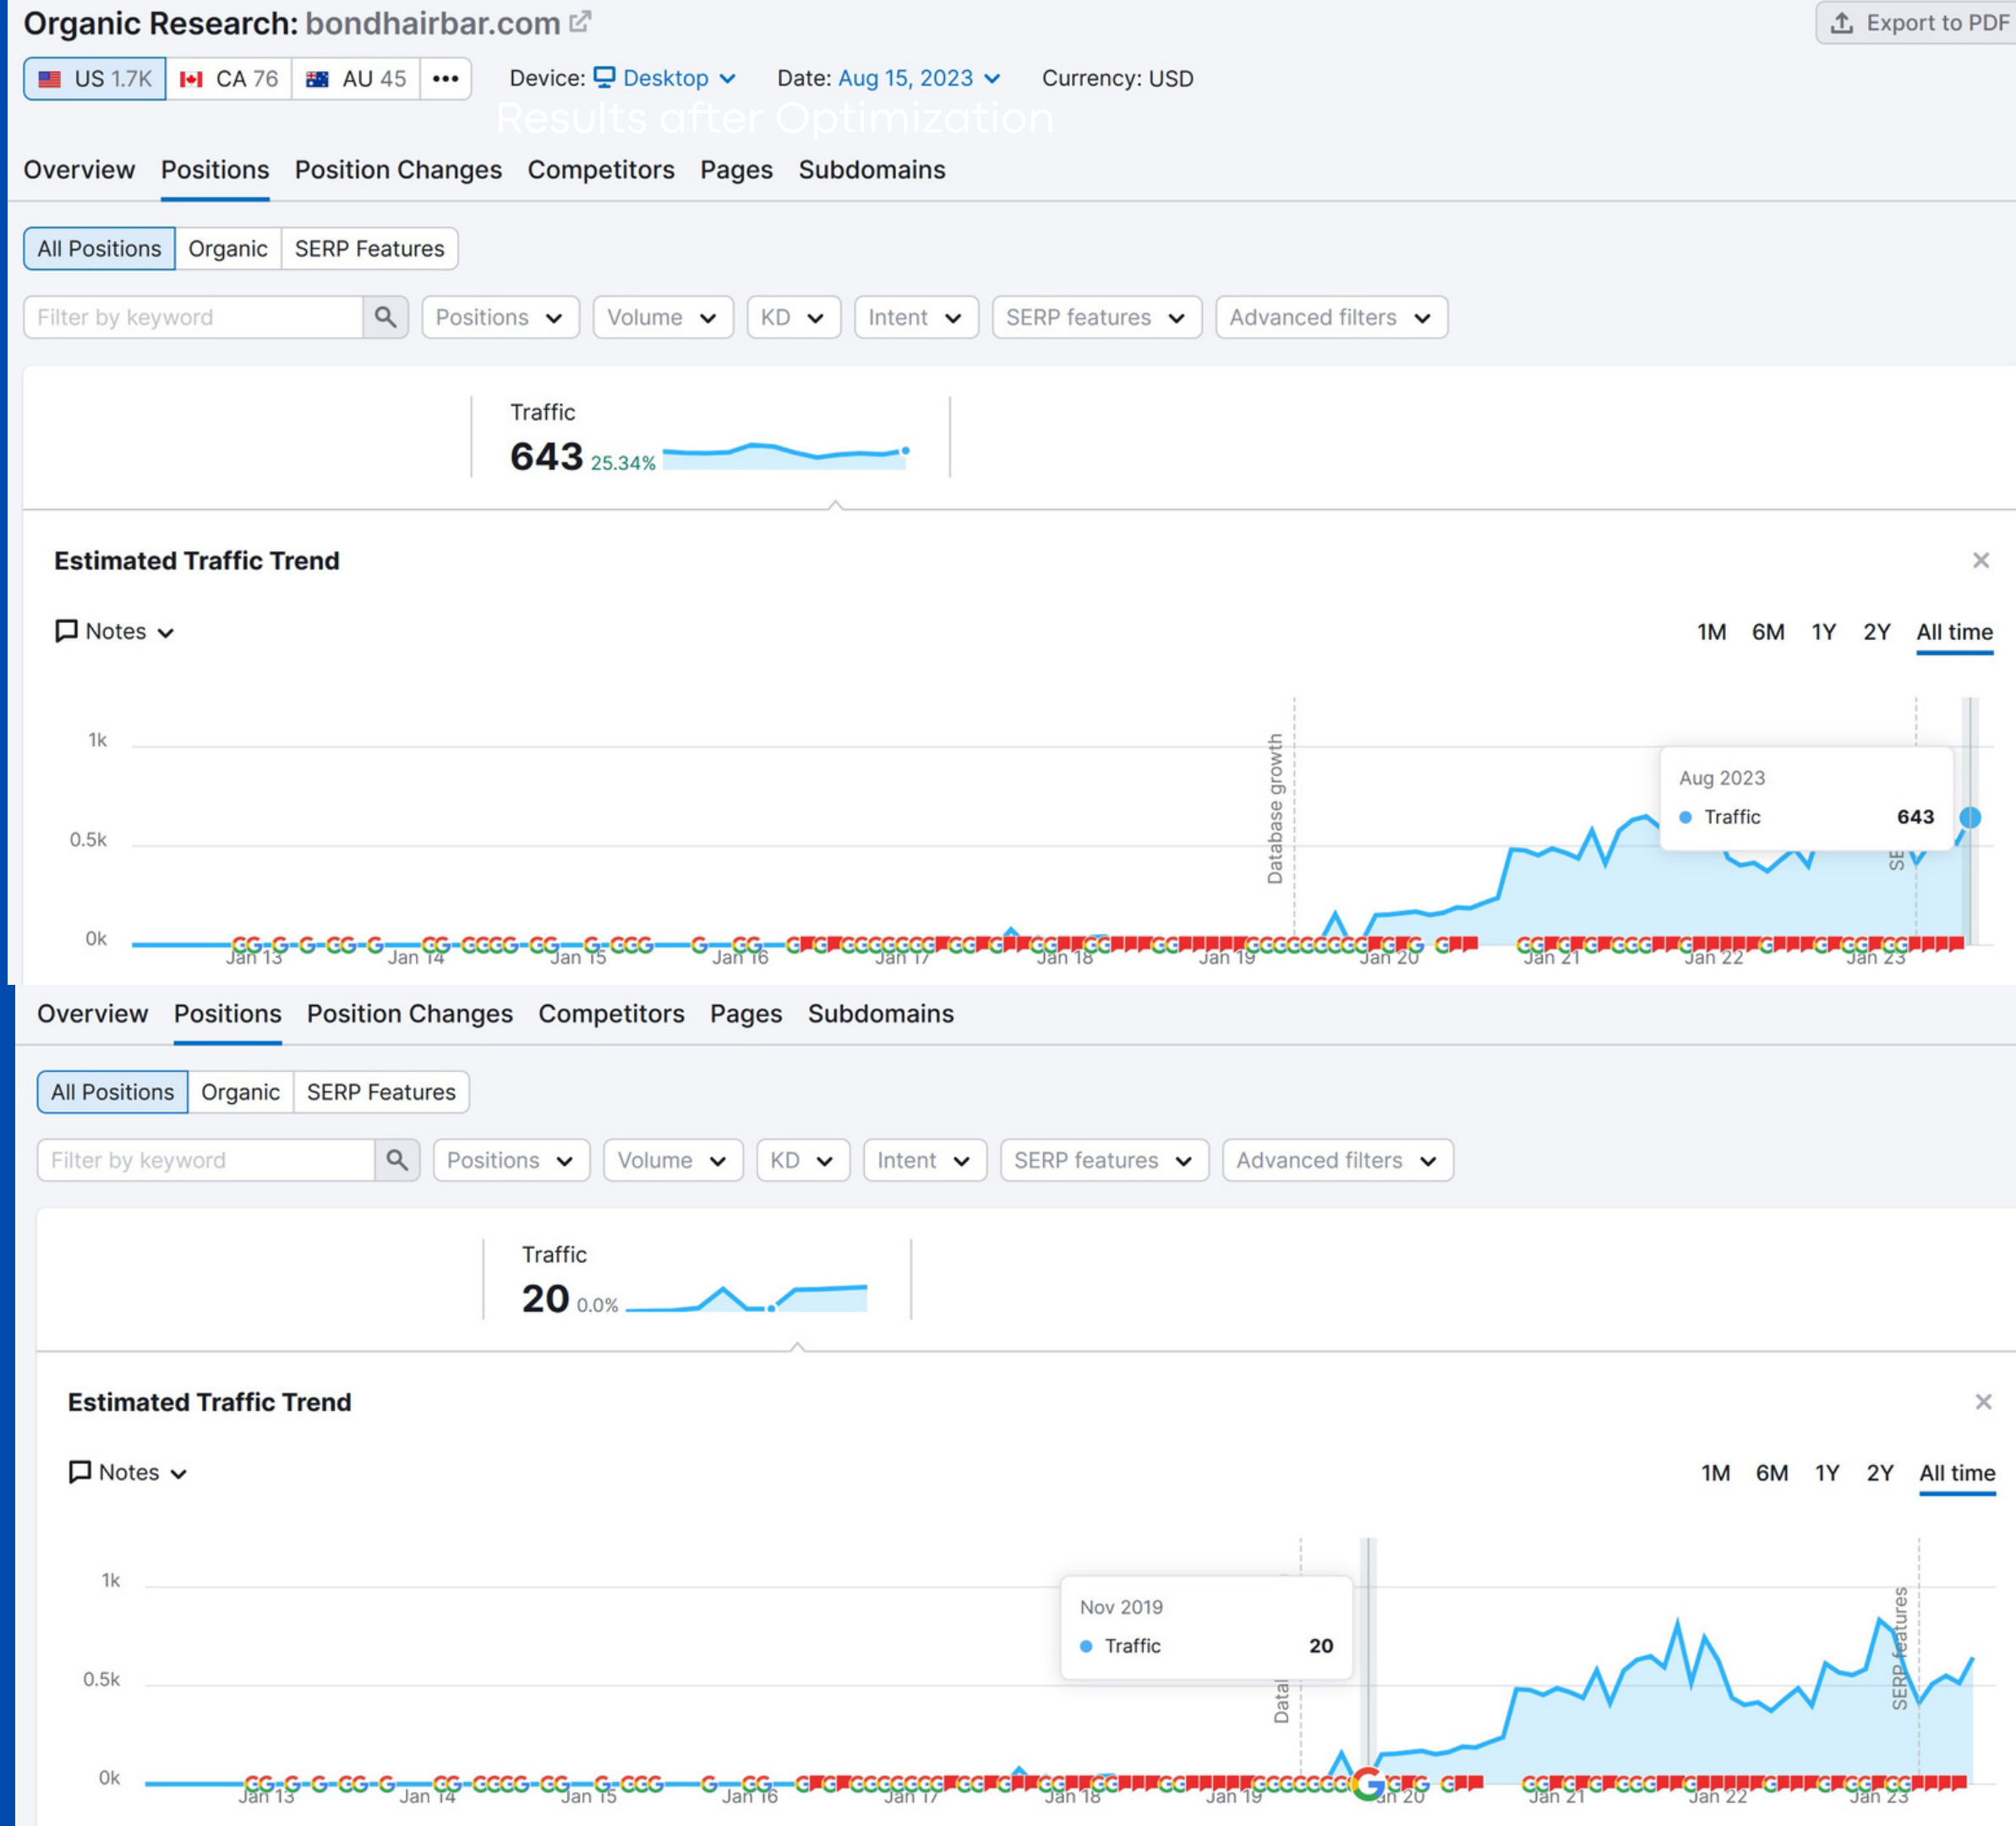 Organic Research: bondhairbar.com
Export to PDF
US 1.7K CA 76 AU 45 ••• Device: Desktop Date: Aug 15, 2023 Currency: USD
Results after Optimization
Overview Positions Position Changes Competitors Pages Subdomains
All Positions Organic SERP Features
Filter by keyword Positions Volume KD Intent SERP features Advanced filters
Traffic
643 25.34%
Estimated Traffic Trend
Notes 1M 6M 1Y 2Y All time
1k
0.5k
0k
Database growth
Aug 2023
Traffic 643
SE
Jan 13 Jan 14 Jan 15 Jan 16 Jan 17 Jan 18 Jan 19 Jan 20 Jan 21 Jan 22 Jan 23
Overview Positions Position Changes Competitors Pages Subdomains
All Positions Organic SERP Features
Filter by keyword Positions Volume KD Intent SERP features Advanced filters
Traffic
20 0.0%
Estimated Traffic Trend
Notes 1M 6M 1Y 2Y All time
1k
0.5k
0k
Nov 2019
Traffic 20
SERP features
Jan 13 Jan 14 Jan 15 Jan 16 Jan 17 Jan 18 Jan 19 an 20 Jan 21 Jan 22 Jan 23